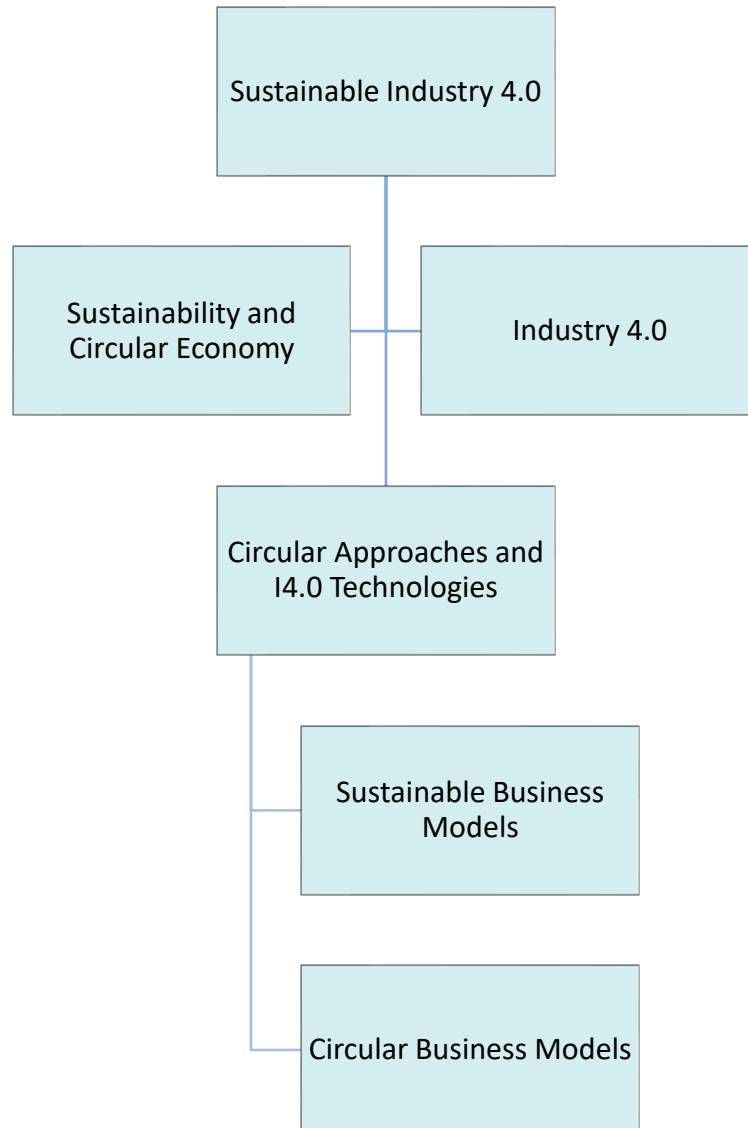 Sustainable Industry 4.0
Sustainability and
Circular Economy
Industry 4.0
Circular Approaches and
I4.0 Technologies
Sustainable Business
Models
Circular Business Models